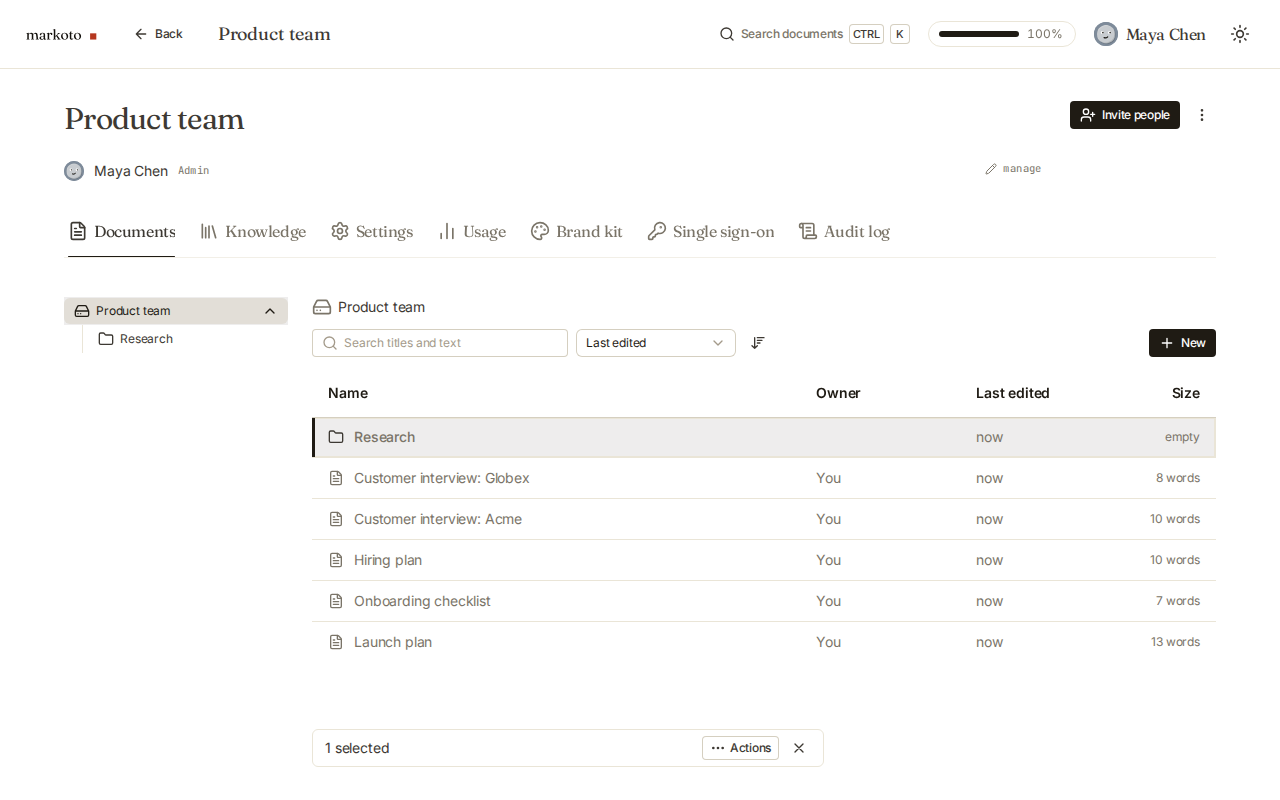 markoto
Back
Product team
Search documents CTRL K
100%
Maya Chen
Product team
Invite people
Maya Chen Admin
manage
Documents
Knowledge
Settings
Usage
Brand kit
Single sign-on
Audit log
Product team
Research
Product team
Search titles and text
Last edited
New
Name Owner Last edited Size
Research now empty
Customer interview: Globex You now 8 words
Customer interview: Acme You now 10 words
Hiring plan You now 10 words
Onboarding checklist You now 7 words
Launch plan You now 13 words
1 selected
Actions